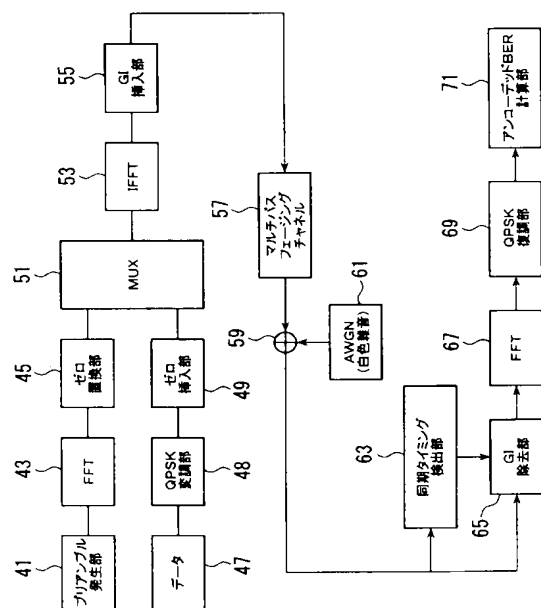 41
プリアンブル
発生部
43
FFT
45
ゼロ
置換部
47
データ
48
QPSK
変調部
49
ゼロ
挿入部
51
MUX
53
IFFT
55
GI
挿入部
57
マルチパス
フェージング
チャネル
59
61
AWGN
(白色雑音)
63
同期タイミング
検出部
65
GI
除去部
67
FFT
69
QPSK
復調部
71
アンコーデッドBER
計算部